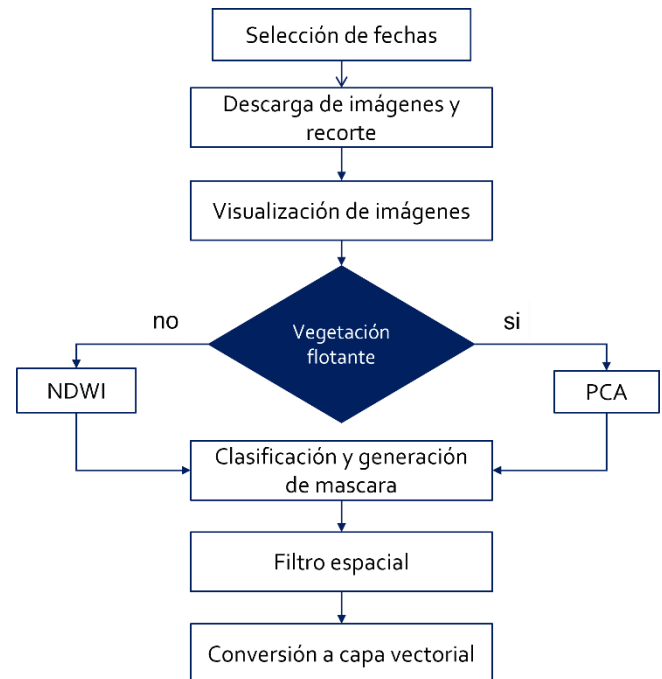 Selección de fechas
Descarga de imágenes y
recorte
Visualización de imágenes
no
Vegetación
flotante
si
NDWI
PCA
Clasificación y generación
de mascara
Filtro espacial
Conversión a capa vectorial